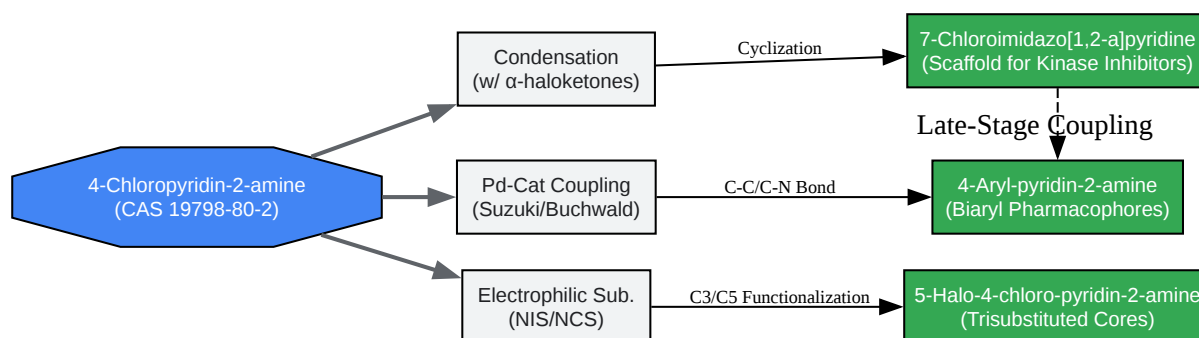 4-Chloropyridin-2-amine
(CAS 19798-80-2)
Condensation
(w/ α-haloketones)
Cyclization
7-Chloroimidazo[1,2-a]pyridine
(Scaffold for Kinase Inhibitors)
Late-Stage Coupling
Pd-Cat Coupling
(Suzuki/Buchwald)
C-C/C-N Bond
4-Aryl-pyridin-2-amine
(Biaryl Pharmacophores)
Electrophilic Sub.
(NIS/NCS)
C3/C5 Functionalization
5-Halo-4-chloro-pyridin-2-amine
(Trisubstituted Cores)